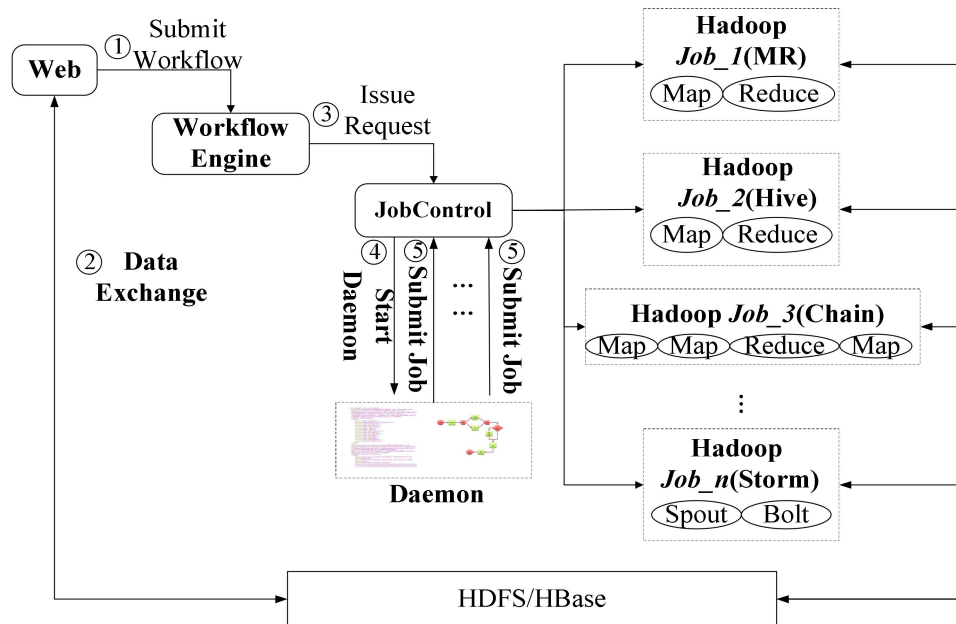 ① Submit
Workflow
Web
Workflow
Engine
③ Issue
Request
JobControl
② Data
Exchange
④ Start
Daemon
⑤ Submit Job
...
...
⑤ Submit Job
Daemon
Hadoop
Job_1(MR)
Map Reduce
Hadoop
Job_2(Hive)
Map Reduce
Hadoop Job_3(Chain)
Map Map Reduce Map
...
Hadoop
Job_n(Storm)
Spout Bolt
HDFS/HBase